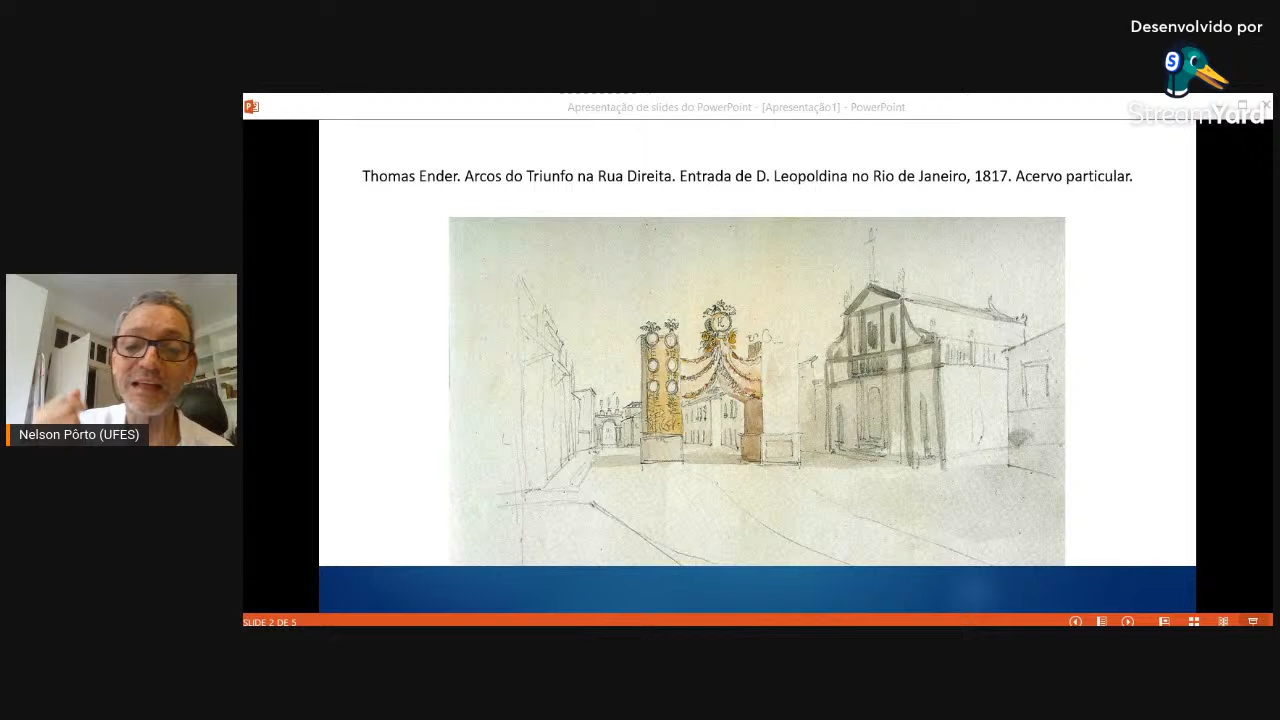 Desenvolvido por
S
StreamYard
Apresentação de slides do PowerPoint - [Apresentação1] - PowerPoint
Thomas Ender. Arcos do Triunfo na Rua Direita. Entrada de D. Leopoldina no Rio de Janeiro, 1817. Acervo particular.
Nelson Pôrto (UFES)
SLIDE 2 DE 5